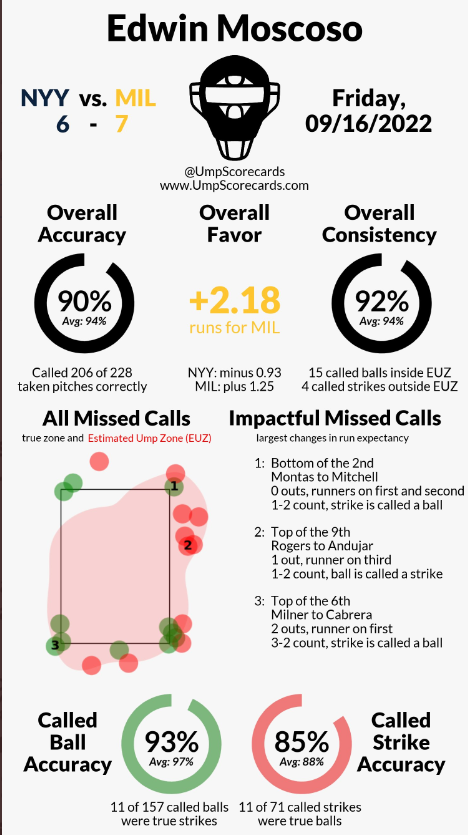 Edwin Moscoso
NYY vs. MIL
6 - 7
Friday,
09/16/2022
@UmpScorecards
www.UmpScorecards.com
Overall
Accuracy
90%
Avg: 94%
Called 206 of 228
taken pitches correctly
Overall
Favor
+2.18
runs for MIL
NYY: minus 0.93
MIL: plus 1.25
Overall
Consistency
92%
Avg: 94%
15 called balls inside EUZ
4 called strikes outside EUZ
All Missed Calls
true zone and Estimated Ump Zone (EUZ)
1
2
3
Impactful Missed Calls
largest changes in run expectancy
1: Bottom of the 2nd
Montas to Mitchell
0 outs, runners on first and second
1-2 count, strike is called a ball
2: Top of the 9th
Rogers to Andujar
1 out, runner on third
1-2 count, ball is called a strike
3: Top of the 6th
Milner to Cabrera
2 outs, runner on first
3-2 count, strike is called a ball
Called
Ball
Accuracy
93%
Avg: 97%
11 of 157 called balls
were true strikes
85%
Avg: 88%
11 of 71 called strikes
were true balls
Called
Strike
Accuracy